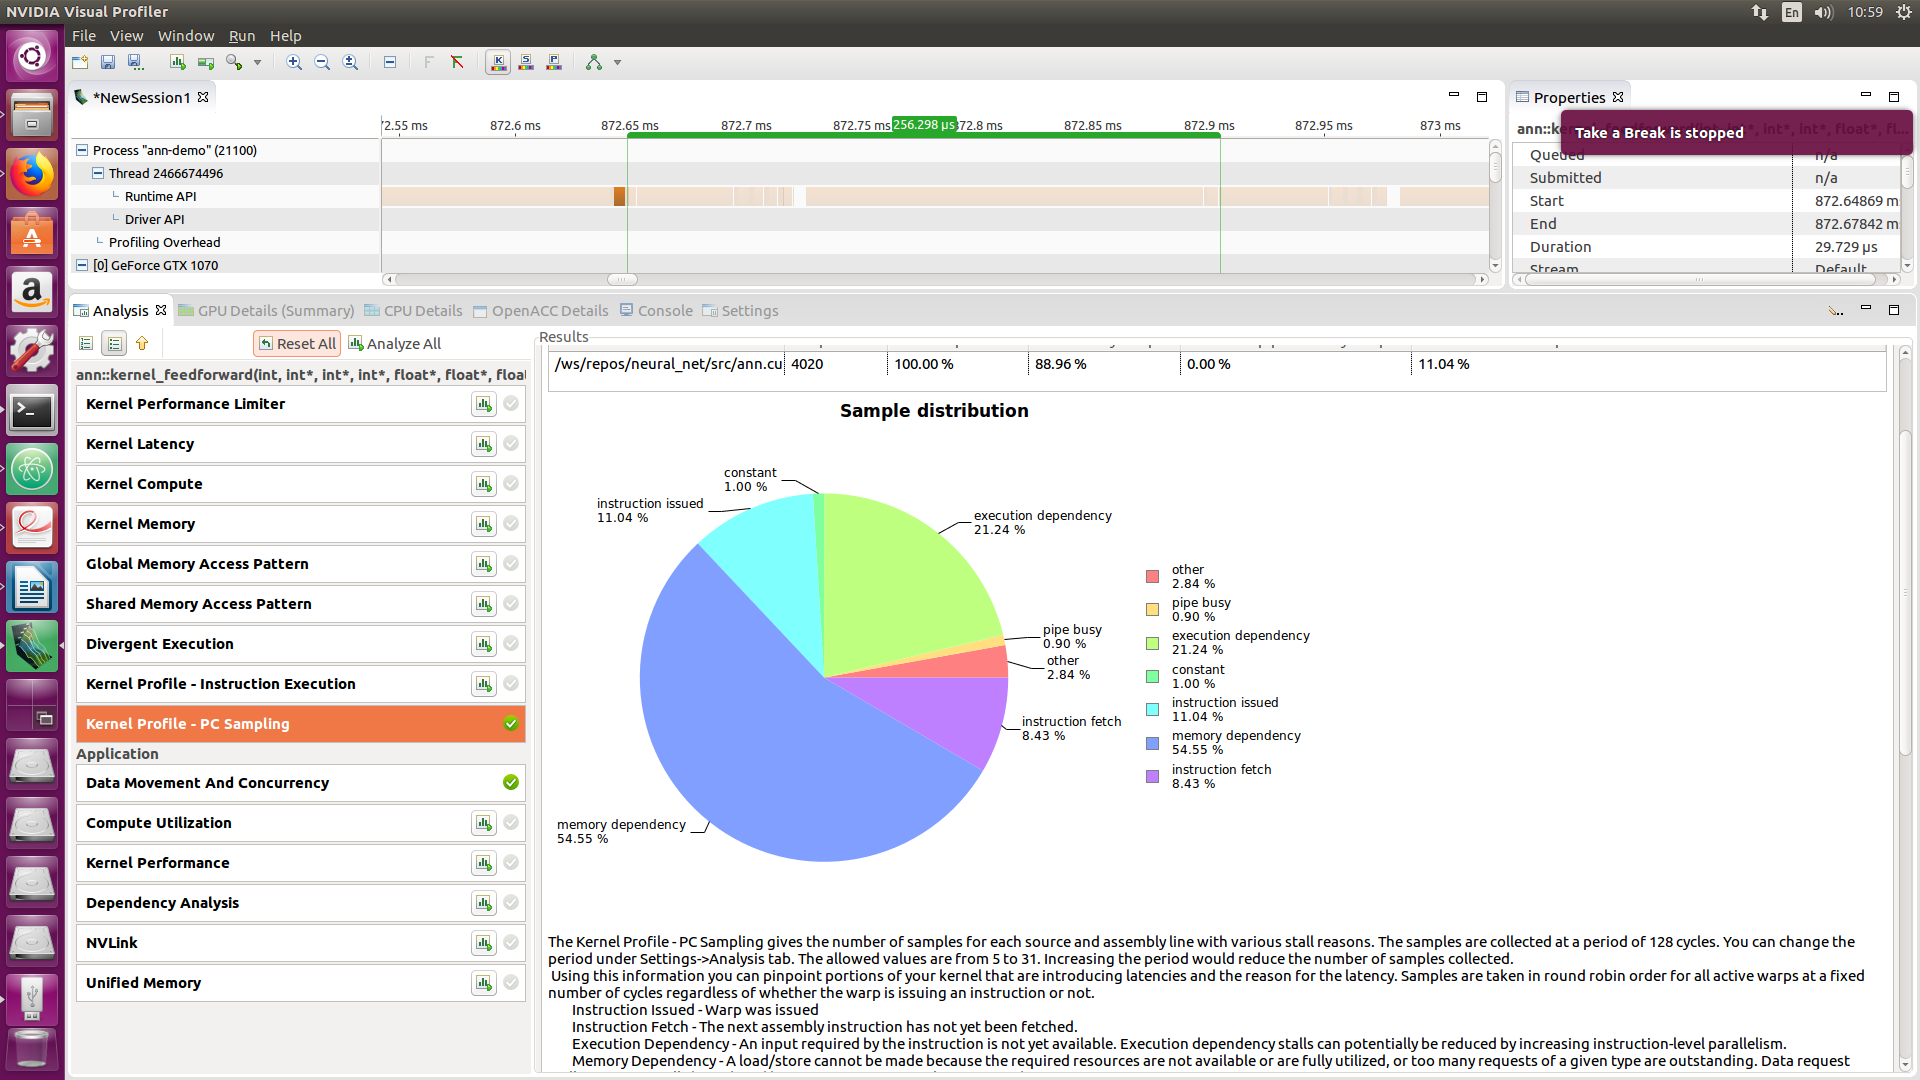 NVIDIA Visual Profiler
En
10:59
File View Window Run Help
*NewSession1
Properties
Take a Break is stopped
872.6 ms 872.65 ms 872.7 ms 872.75 ms 256.298 µs 872.85 ms 872.9 ms 872.95 ms 873 ms
Process "ann-demo" (21100)
Thread 2466674496
Runtime API
Driver API
Profiling Overhead
[0] GeForce GTX 1070
Queued n/a
Submitted n/a
Start 872.64869 m
End 872.67842 m
Duration 29.729 µs
Stream Default
Analysis GPU Details (Summary) CPU Details OpenACC Details Console Settings
Reset All Analyze All
Results
ann::kernel_feedforward(int, int*, int*, int*, float*, float*, floa
Kernel Performance Limiter
Kernel Latency
Kernel Compute
Kernel Memory
Global Memory Access Pattern
Shared Memory Access Pattern
Divergent Execution
Kernel Profile - Instruction Execution
Kernel Profile - PC Sampling
Application
Data Movement And Concurrency
Compute Utilization
Kernel Performance
Dependency Analysis
NVLink
Unified Memory
/ws/repos/neural_net/src/ann.cu 4020 100.00 % 88.96 % 0.00 % 11.04 %
Sample distribution
constant
1.00 %
instruction issued
11.04 %
execution dependency
21.24 %
pipe busy
0.90 %
other
2.84 %
instruction fetch
8.43 %
memory dependency
54.55 %
other
2.84 %
pipe busy
0.90 %
execution dependency
21.24 %
constant
1.00 %
instruction issued
11.04 %
memory dependency
54.55 %
instruction fetch
8.43 %
The Kernel Profile - PC Sampling gives the number of samples for each source and assembly line with various stall reasons. The samples are collected at a period of 128 cycles. You can change the
period under Settings->Analysis tab. The allowed values are from 5 to 31. Increasing the period would reduce the number of samples collected.
Using this information you can pinpoint portions of your kernel that are introducing latencies and the reason for the latency. Samples are taken in round robin order for all active warps at a fixed
number of cycles regardless of whether the warp is issuing an instruction or not.
Instruction Issued - Warp was issued
Instruction Fetch - The next assembly instruction has not yet been fetched.
Execution Dependency - An input required by the instruction is not yet available. Execution dependency stalls can potentially be reduced by increasing instruction-level parallelism.
Memory Dependency - A load/store cannot be made because the required resources are not available or are fully utilized, or too many requests of a given type are outstanding. Data request